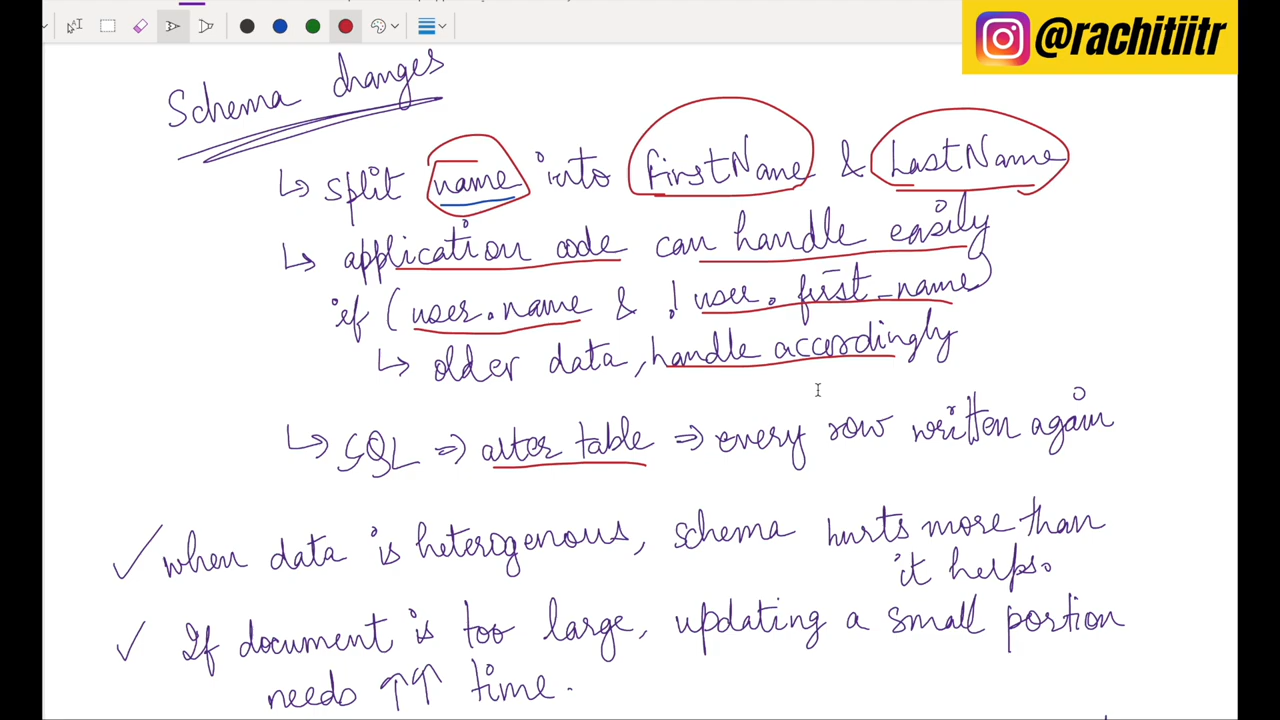 @rachitiitr
Schema changes
↳ split name into firstName & LastName
↳ application code can handle easily
if (user.name & !user.first_name)
↳ older data, handle accordingly
↳ SQL ⇒ alter table ⇒ every row written again
✓ when data is heterogenous, schema hurts more than
it helps.
✓ If document is too large, updating a small portion
needs ↑↑ time.